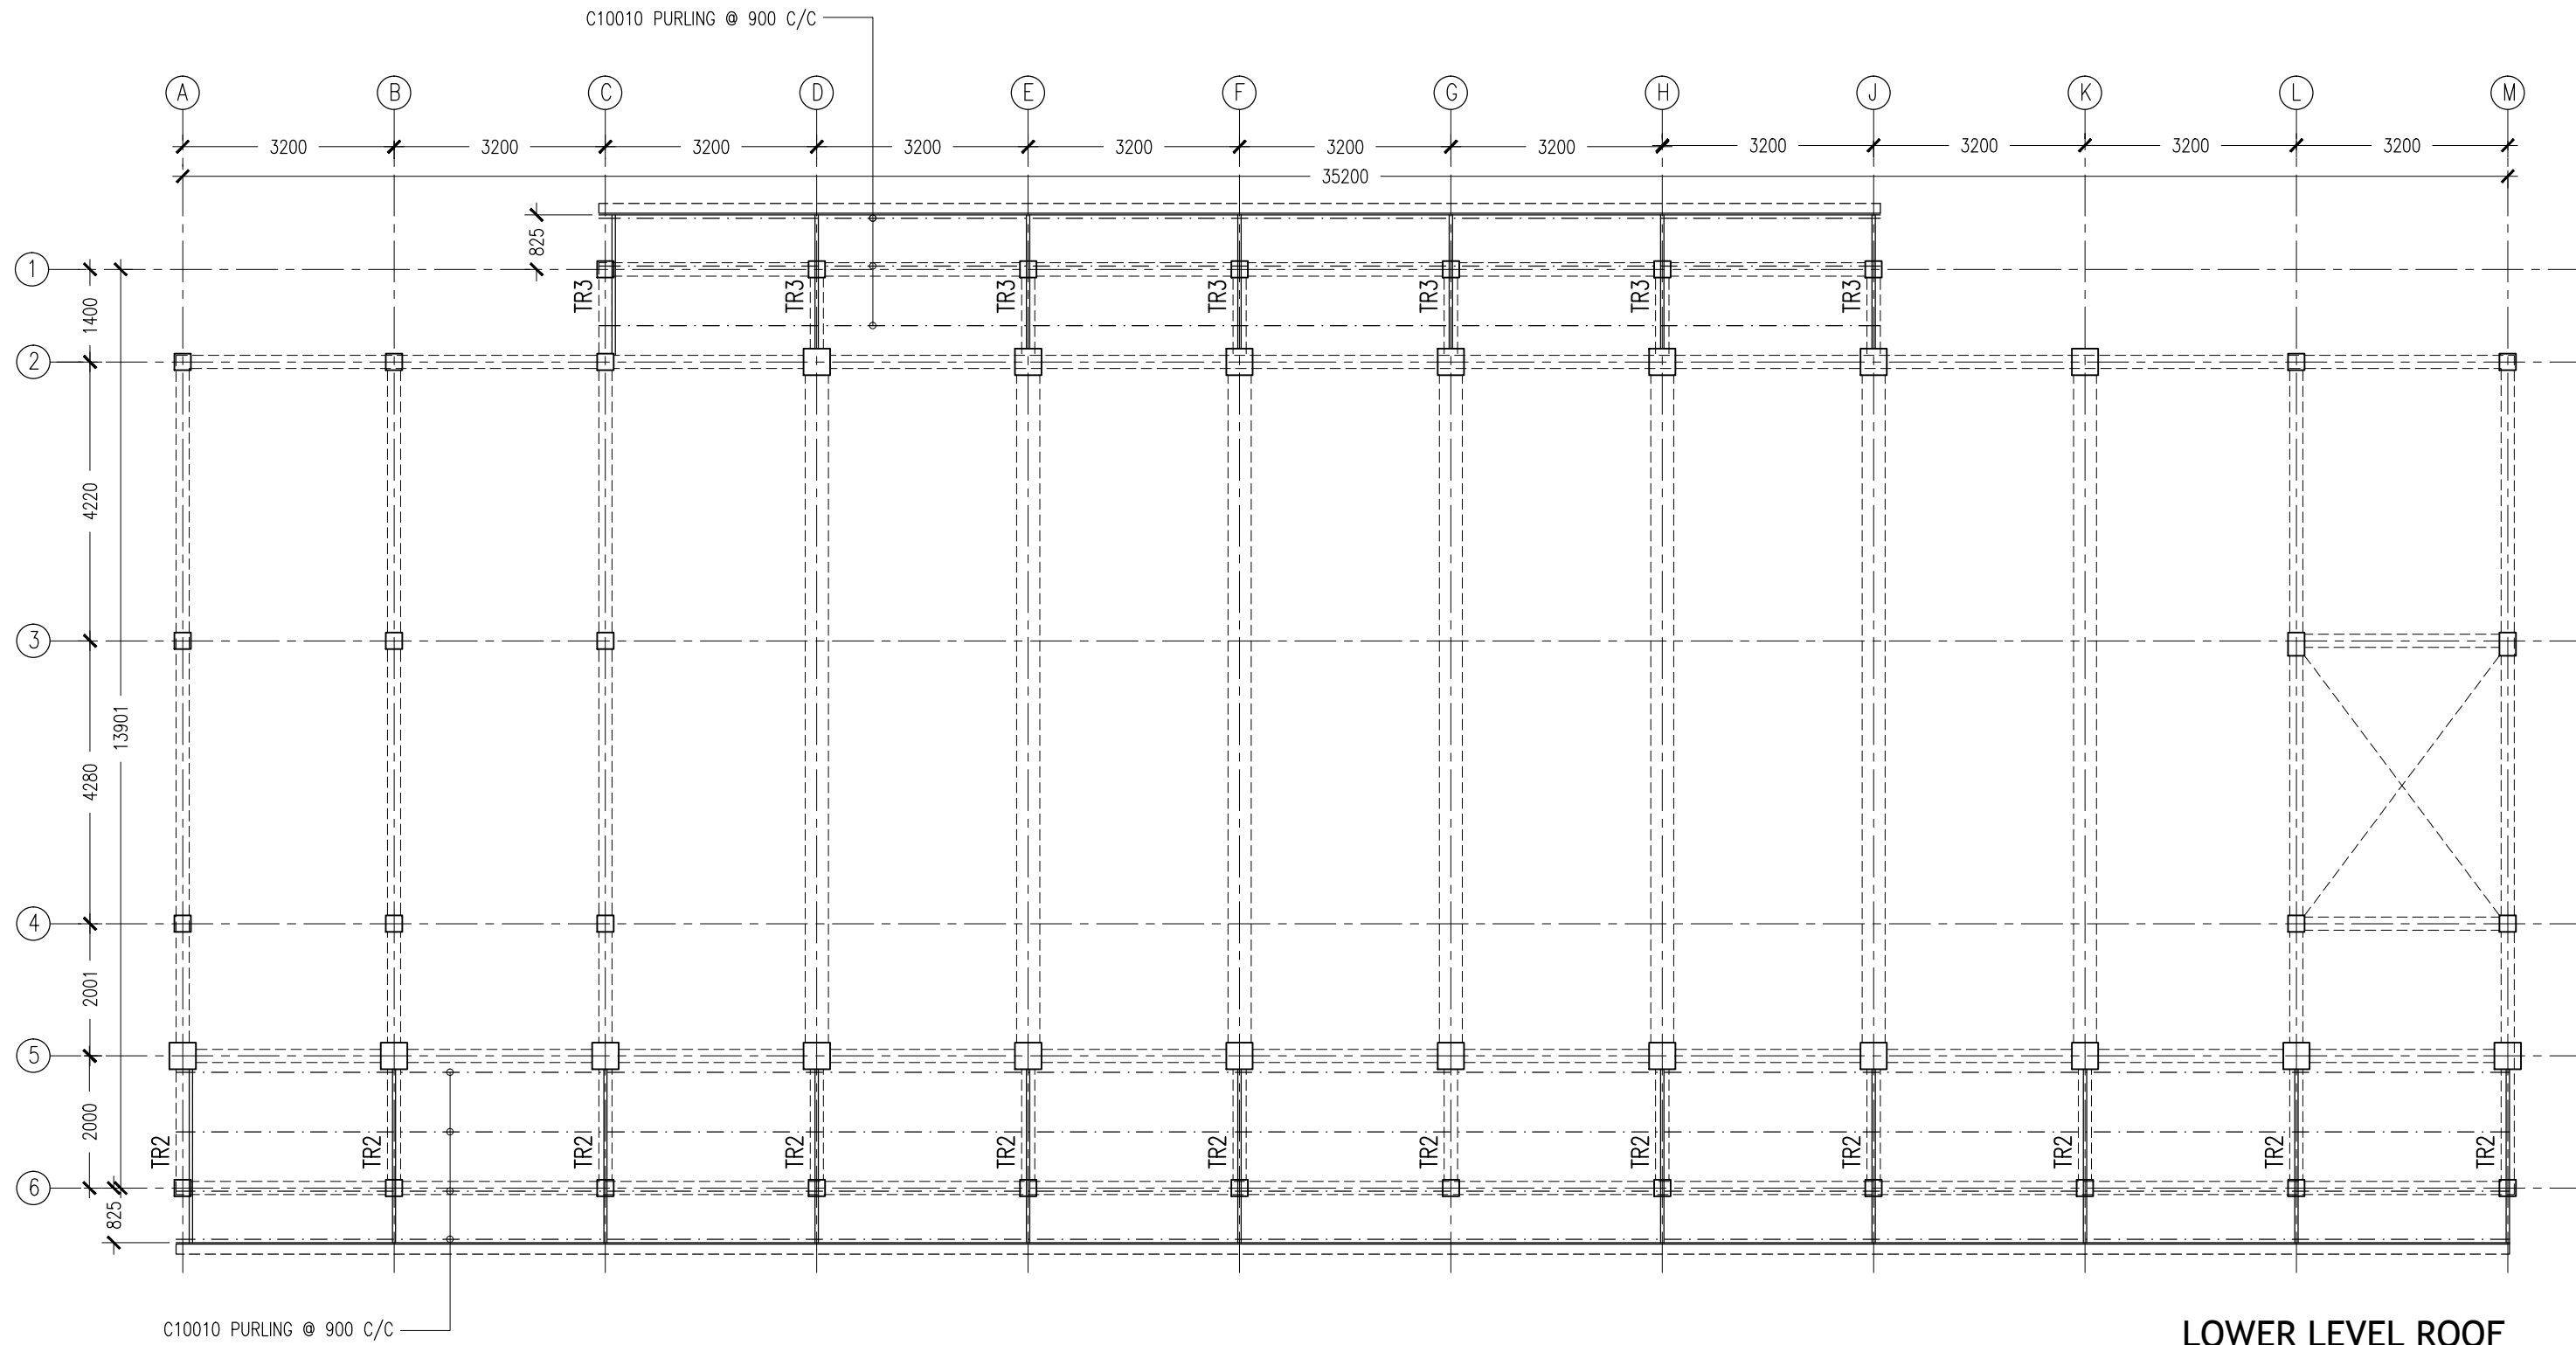 C10010 PURLING @ 900 C/C
A B C D E F G H J K L M
3200 3200 3200 3200 3200 3200 3200 3200 3200 3200 3200
35200
825
1
1400
TR3 TR3 TR3 TR3 TR3 TR3 TR3
2
4220
3
13901
4280
4
2001
5
2000
TR2 TR2 TR2 TR2 TR2 TR2 TR2 TR2 TR2 TR2 TR2 TR2
6
825
C10010 PURLING @ 900 C/C
LOWER LEVEL ROOF